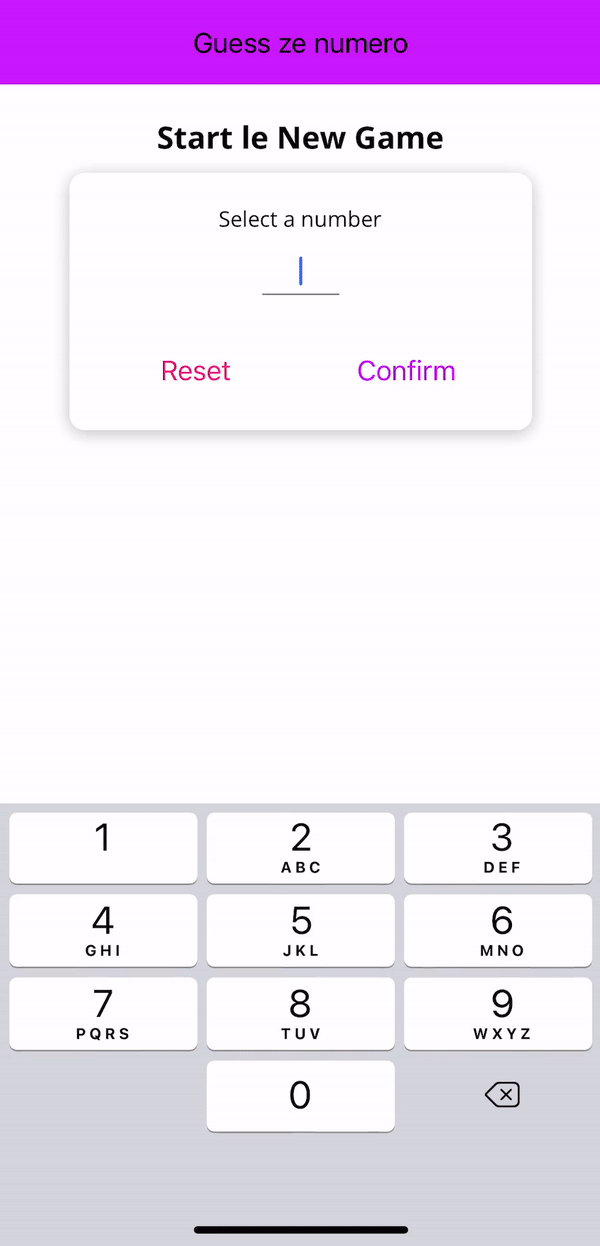 Guess ze numero
Start le New Game
Select a number
Reset Confirm
1 2 3
ABC DEF
4 5 6
GHI JKL MNO
7 8 9
PQRS TUV WXYZ
0